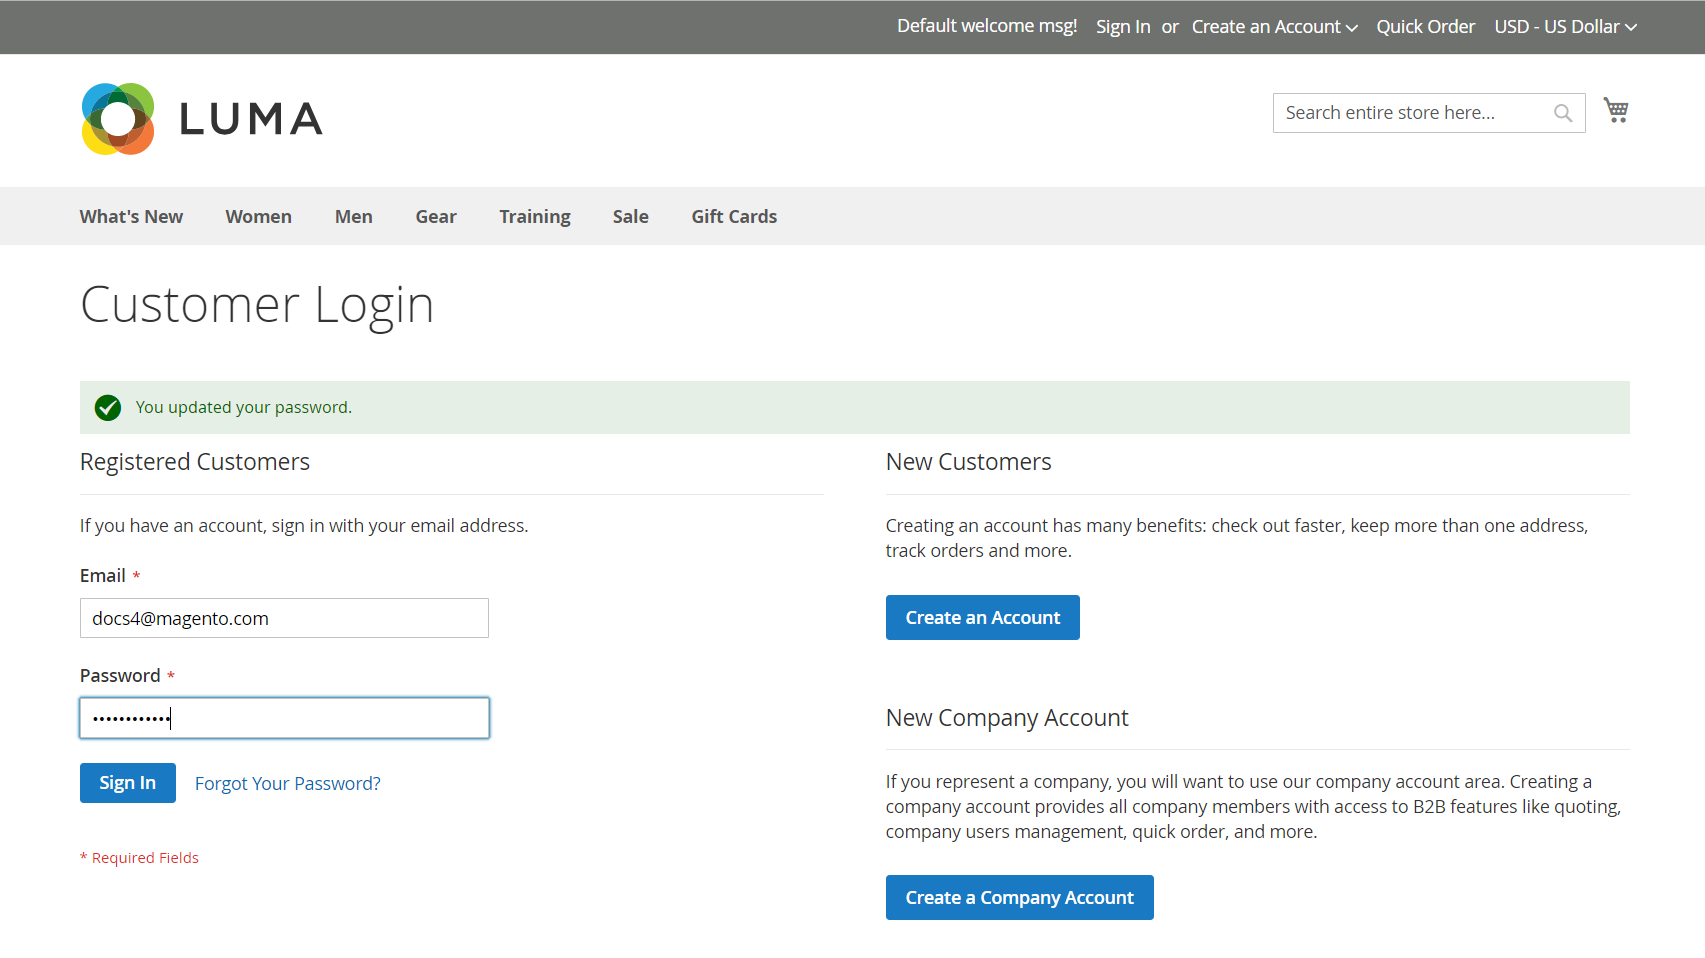 Default welcome msg! Sign In or Create an Account Quick Order USD - US Dollar
LUMA
Search entire store here...
What's New Women Men Gear Training Sale Gift Cards
Customer Login
You updated your password.
Registered Customers
If you have an account, sign in with your email address.
Email *
docs4@magento.com
Password *
••••••••••••
Sign In Forgot Your Password?
* Required Fields
New Customers
Creating an account has many benefits: check out faster, keep more than one address,
track orders and more.
Create an Account
New Company Account
If you represent a company, you will want to use our company account area. Creating a
company account provides all company members with access to B2B features like quoting,
company users management, quick order, and more.
Create a Company Account